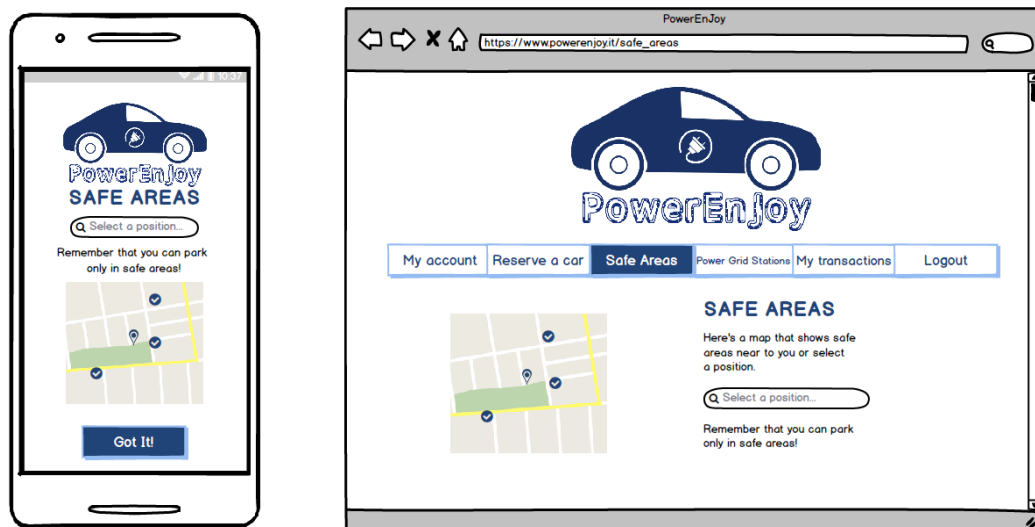 10:37
PowerEnJoy
SAFE AREAS
Select a position...
Remember that you can park
only in safe areas!
Got It!
PowerEnJoy
https://www.powerenjoy.it/safe_areas
PowerEnJoy
My account
Reserve a car
Safe Areas
Power Grid Stations
My transactions
Logout
SAFE AREAS
Here's a map that shows safe
areas near to you or select
a position.
Select a position...
Remember that you can park
only in safe areas!